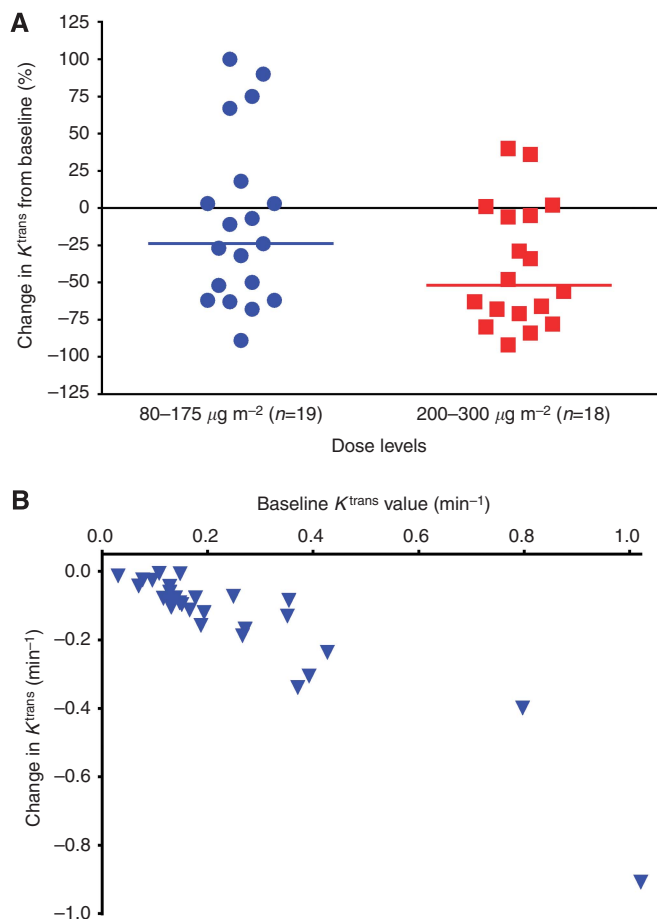 A
Change in Ktrans from baseline (%)
125
100
75
50
25
0
−25
−50
−75
−100
−125
80–175 μg m−2 (n=19)
200–300 μg m−2 (n=18)
Dose levels
B
Baseline Ktrans value (min−1)
0.0
0.2
0.4
0.6
0.8
1.0
Change in Ktrans (min−1)
0.0
−0.2
−0.4
−0.6
−0.8
−1.0